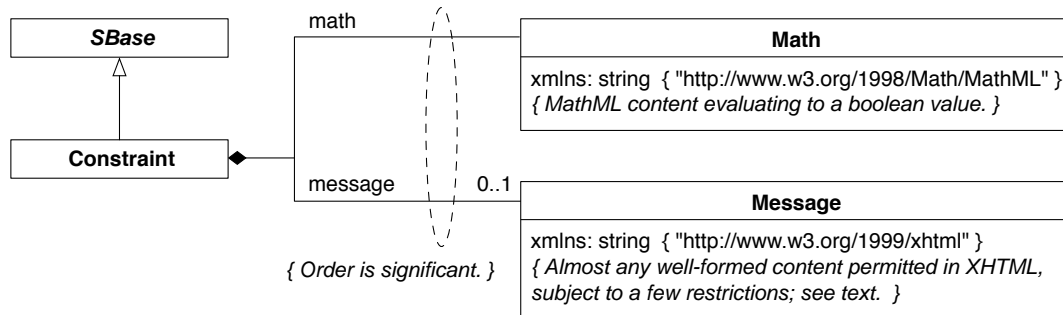 SBase
Constraint
math
Math
xmlns: string { "http://www.w3.org/1998/Math/MathML" }
{ MathML content evaluating to a boolean value. }
message
0..1
{ Order is significant. }
Message
xmlns: string { "http://www.w3.org/1999/xhtml" }
{ Almost any well-formed content permitted in XHTML,
subject to a few restrictions; see text. }